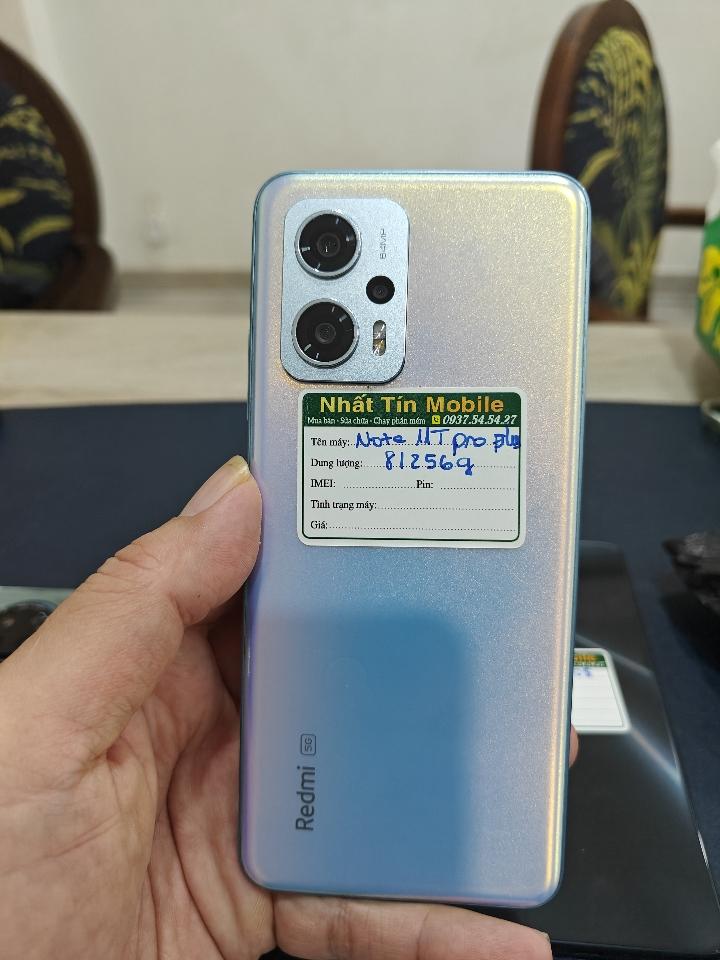 64MP
Nhất Tín Mobile
Mua bán - Sửa chữa - Chạy phần mềm 0937.54.54.27
Tên máy: Note 11T pro plus
Dung lượng: 8/256g
IMEI: Pin:
Tình trạng máy:
Giá:
Redmi 5G